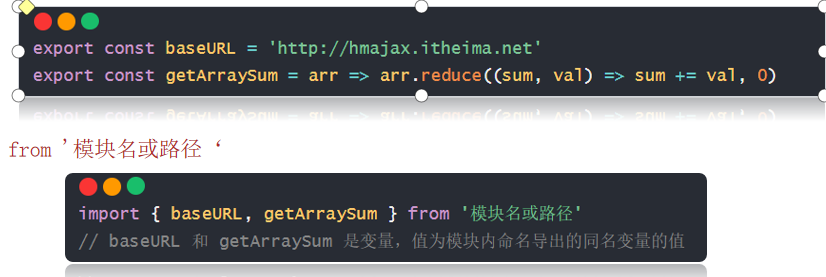 export const baseURL = 'http://hmajax.itheima.net'
export const getArraySum = arr => arr.reduce((sum, val) => sum += val, 0)
from '模块名或路径 ‘
import { baseURL, getArraySum } from '模块名或路径'
// baseURL 和 getArraySum 是变量，值为模块内命名导出的同名变量的值